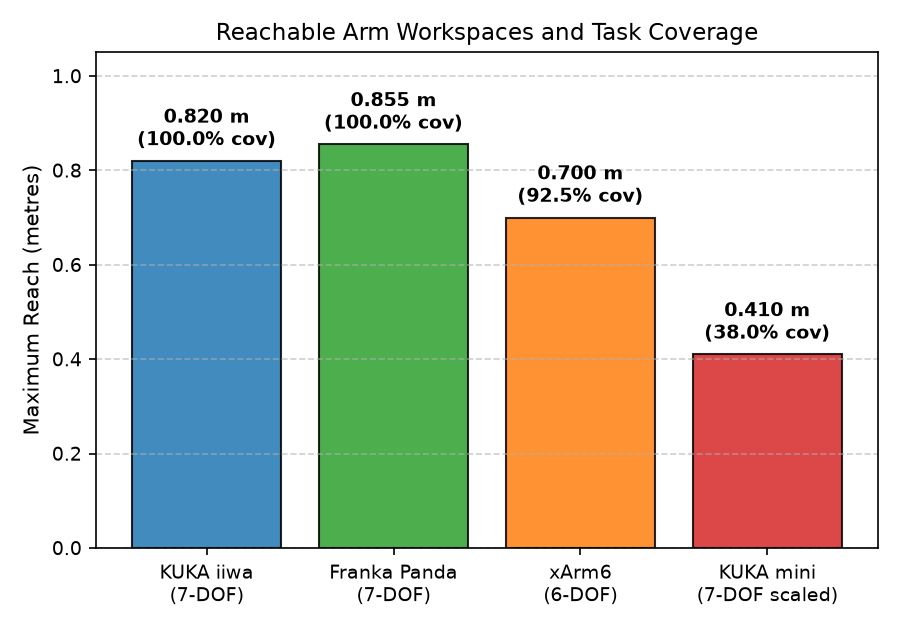 Reachable Arm Workspaces and Task Coverage
Maximum Reach (metres)
1.0
0.8
0.6
0.4
0.2
0.0
0.820 m
(100.0% cov)
0.855 m
(100.0% cov)
0.700 m
(92.5% cov)
0.410 m
(38.0% cov)
KUKA iiwa
(7-DOF)
Franka Panda
(7-DOF)
xArm6
(6-DOF)
KUKA mini
(7-DOF scaled)